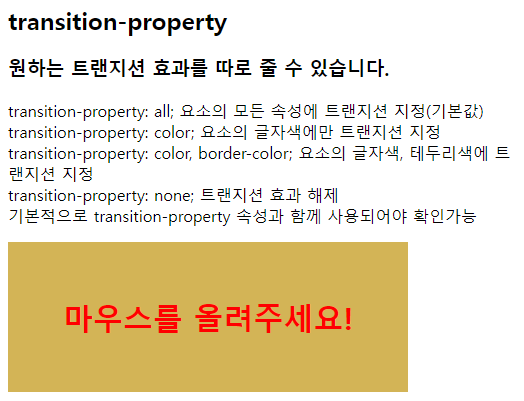 transition-property
원하는 트랜지션 효과를 따로 줄 수 있습니다.
transition-property: all; 요소의 모든 속성에 트랜지션 지정(기본값)
transition-property: color; 요소의 글자색에만 트랜지션 지정
transition-property: color, border-color; 요소의 글자색, 테두리색에 트
랜지션 지정
transition-property: none; 트랜지션 효과 해제
기본적으로 transition-property 속성과 함께 사용되어야 확인가능
마우스를 올려주세요!